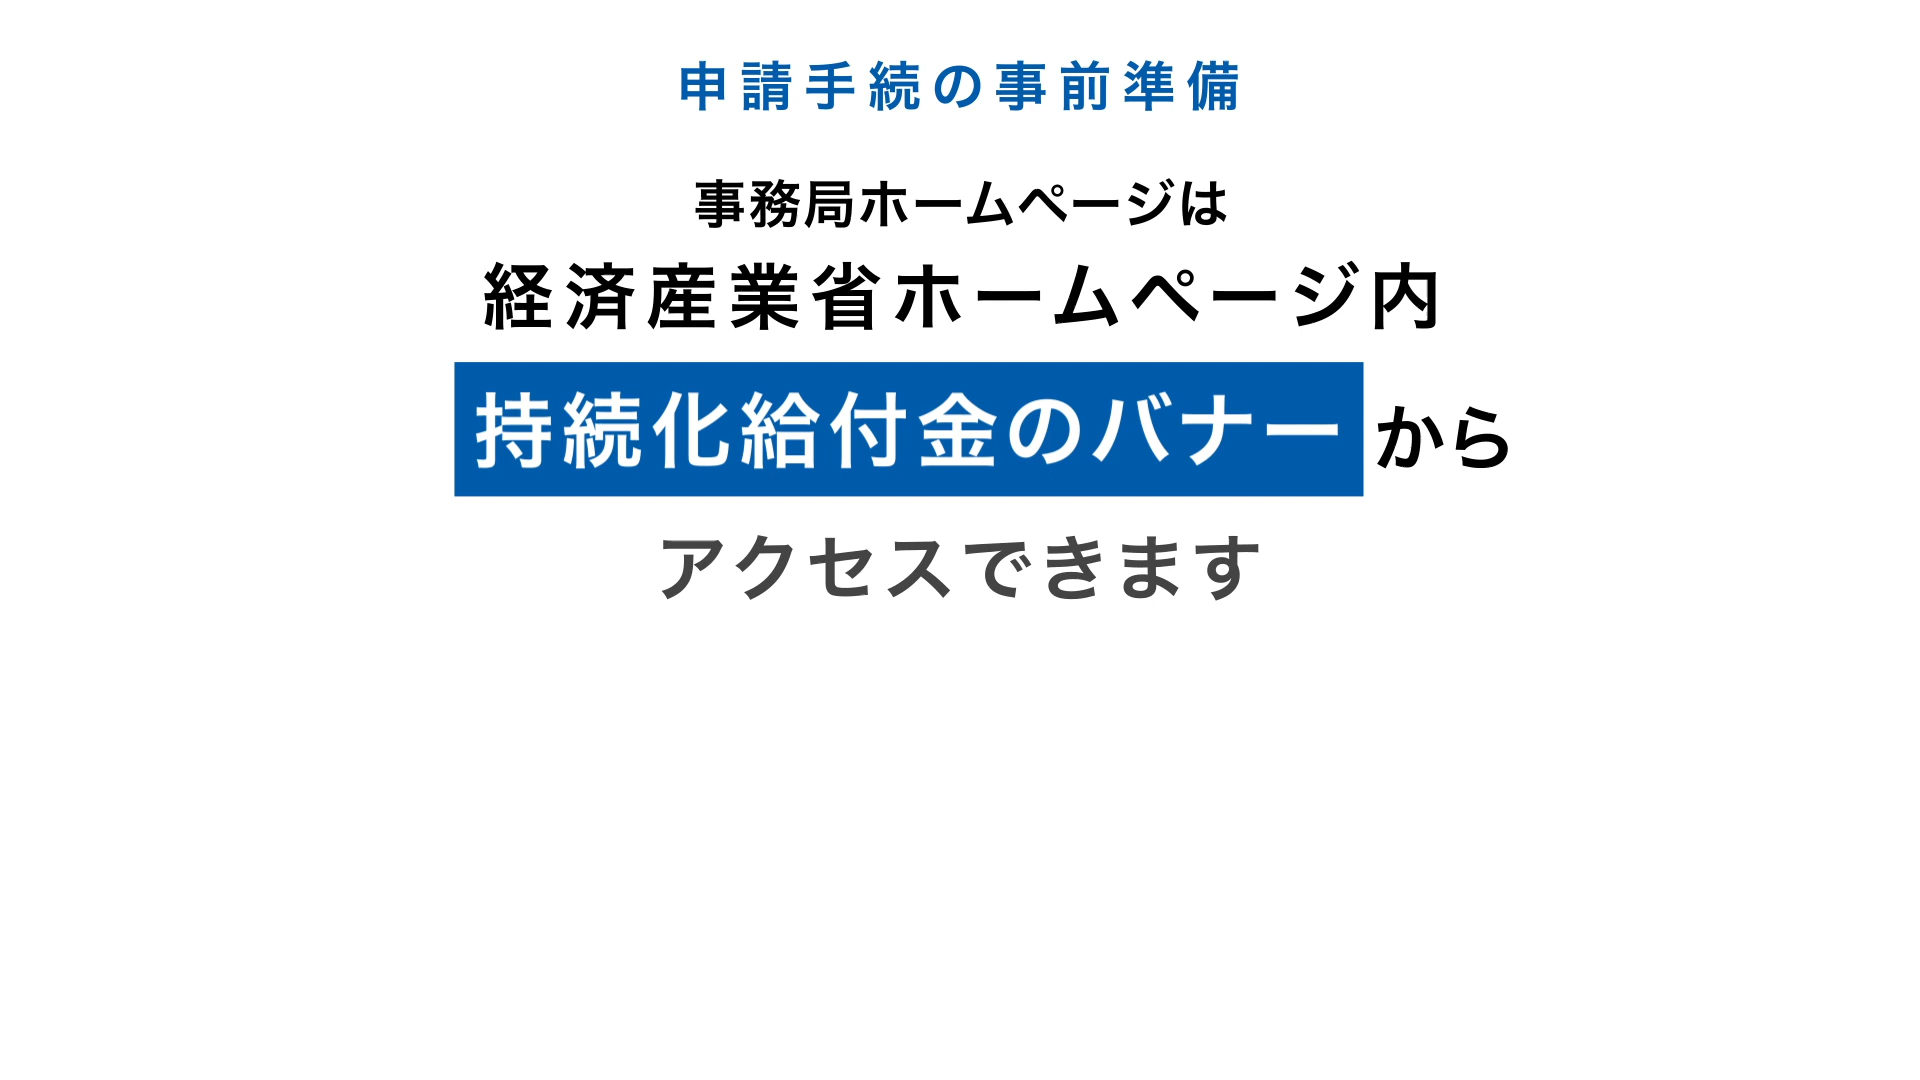 申請手続の事前準備
事務局ホームページは
経済産業省ホームページ内
持続化給付金のバナーから
アクセスできます